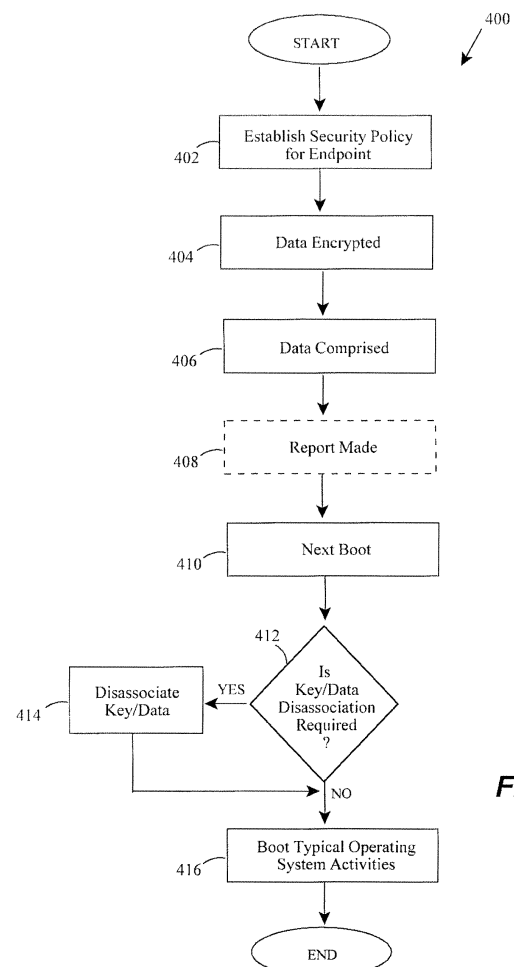 400
START
Establish Security Policy
for Endpoint
402
Data Encrypted
404
Data Comprised
406
Report Made
408
Next Boot
410
412
Is
Key/Data
Disassociation
Required
?
YES
Disassociate
Key/Data
414
NO
F
Boot Typical Operating
System Activities
416
END